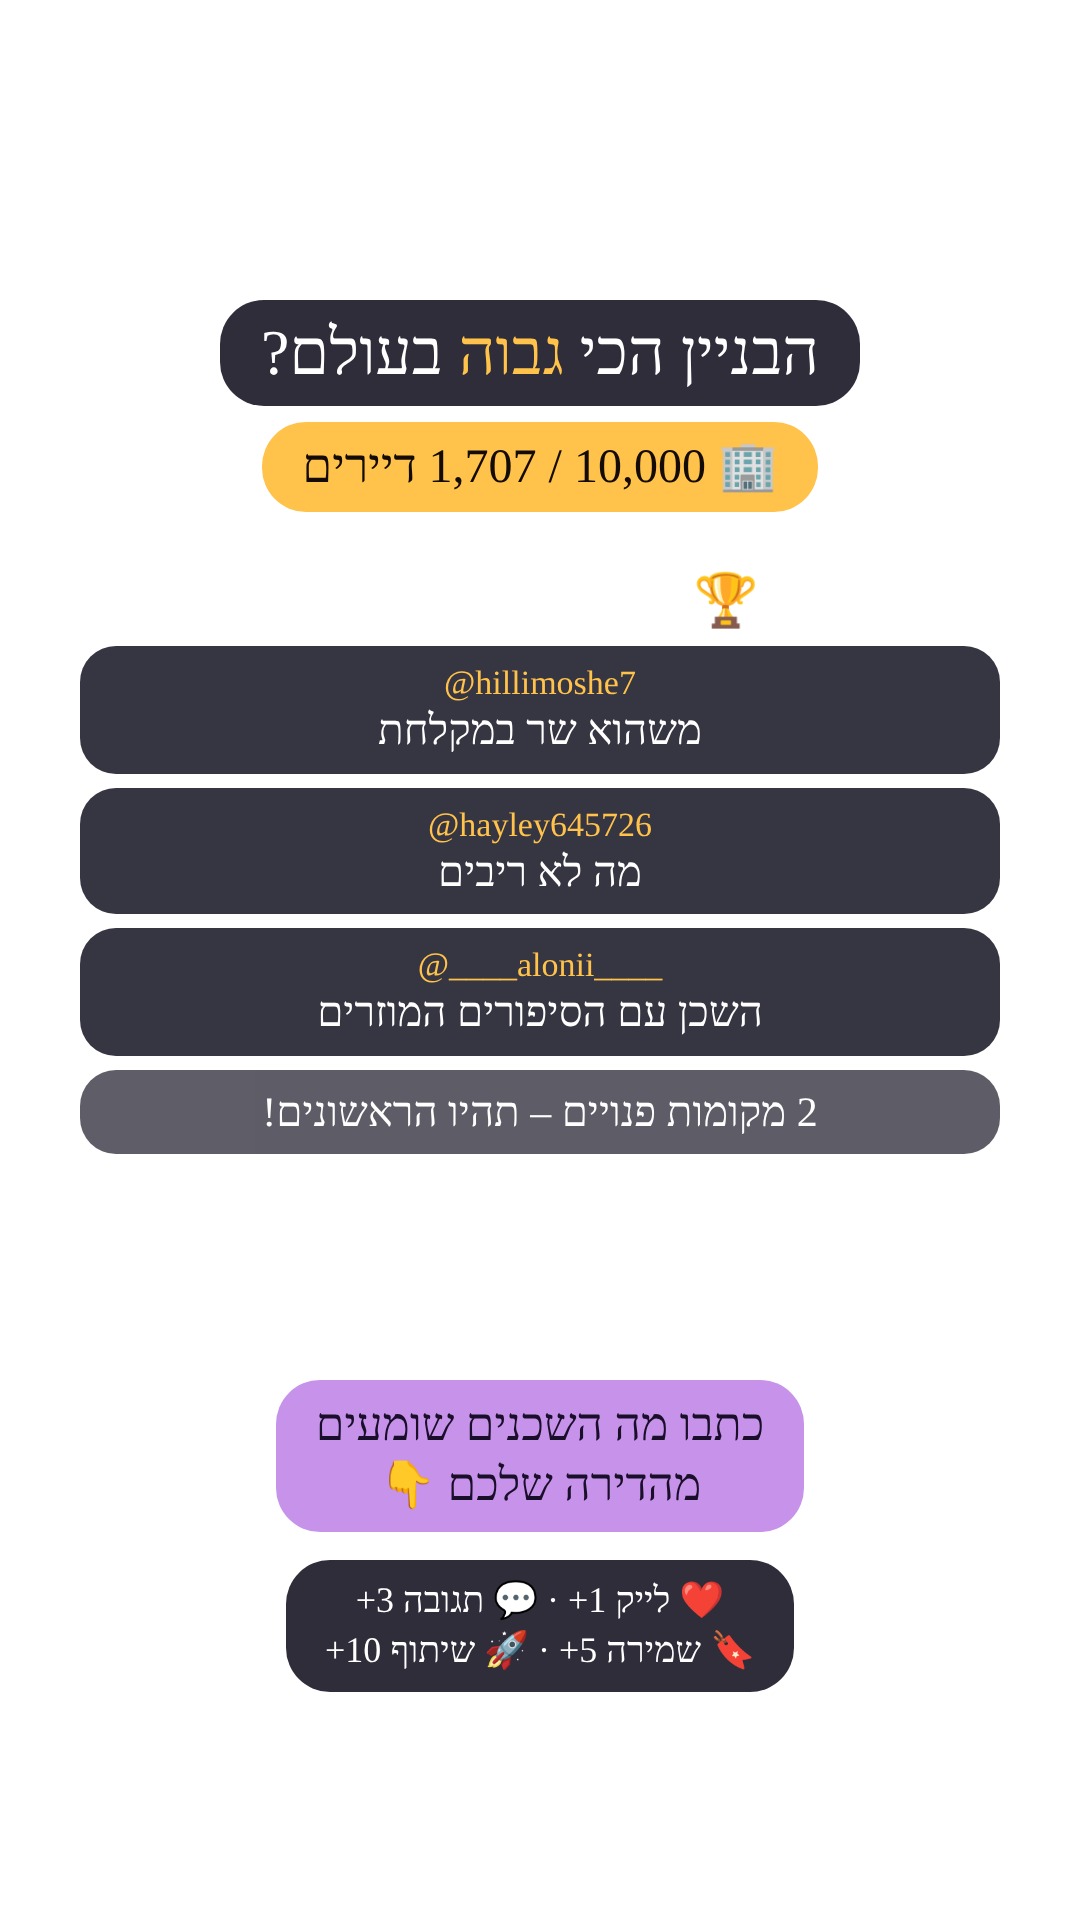 הבניין הכי גבוה בעולם?
🏢 1,707 / 10,000 דיירים
🏆
@hillimoshe7
משהוא שר במקלחת
@hayley645726
מה לא ריבים
@____alonii____
השכן עם הסיפורים המוזרים
2 מקומות פנויים – תהיו הראשונים!
כתבו מה השכנים שומעים
מהדירה שלכם 👇
❤️ לייק +1 · 💬 תגובה +3
🔖 שמירה +5 · 🚀 שיתוף +10